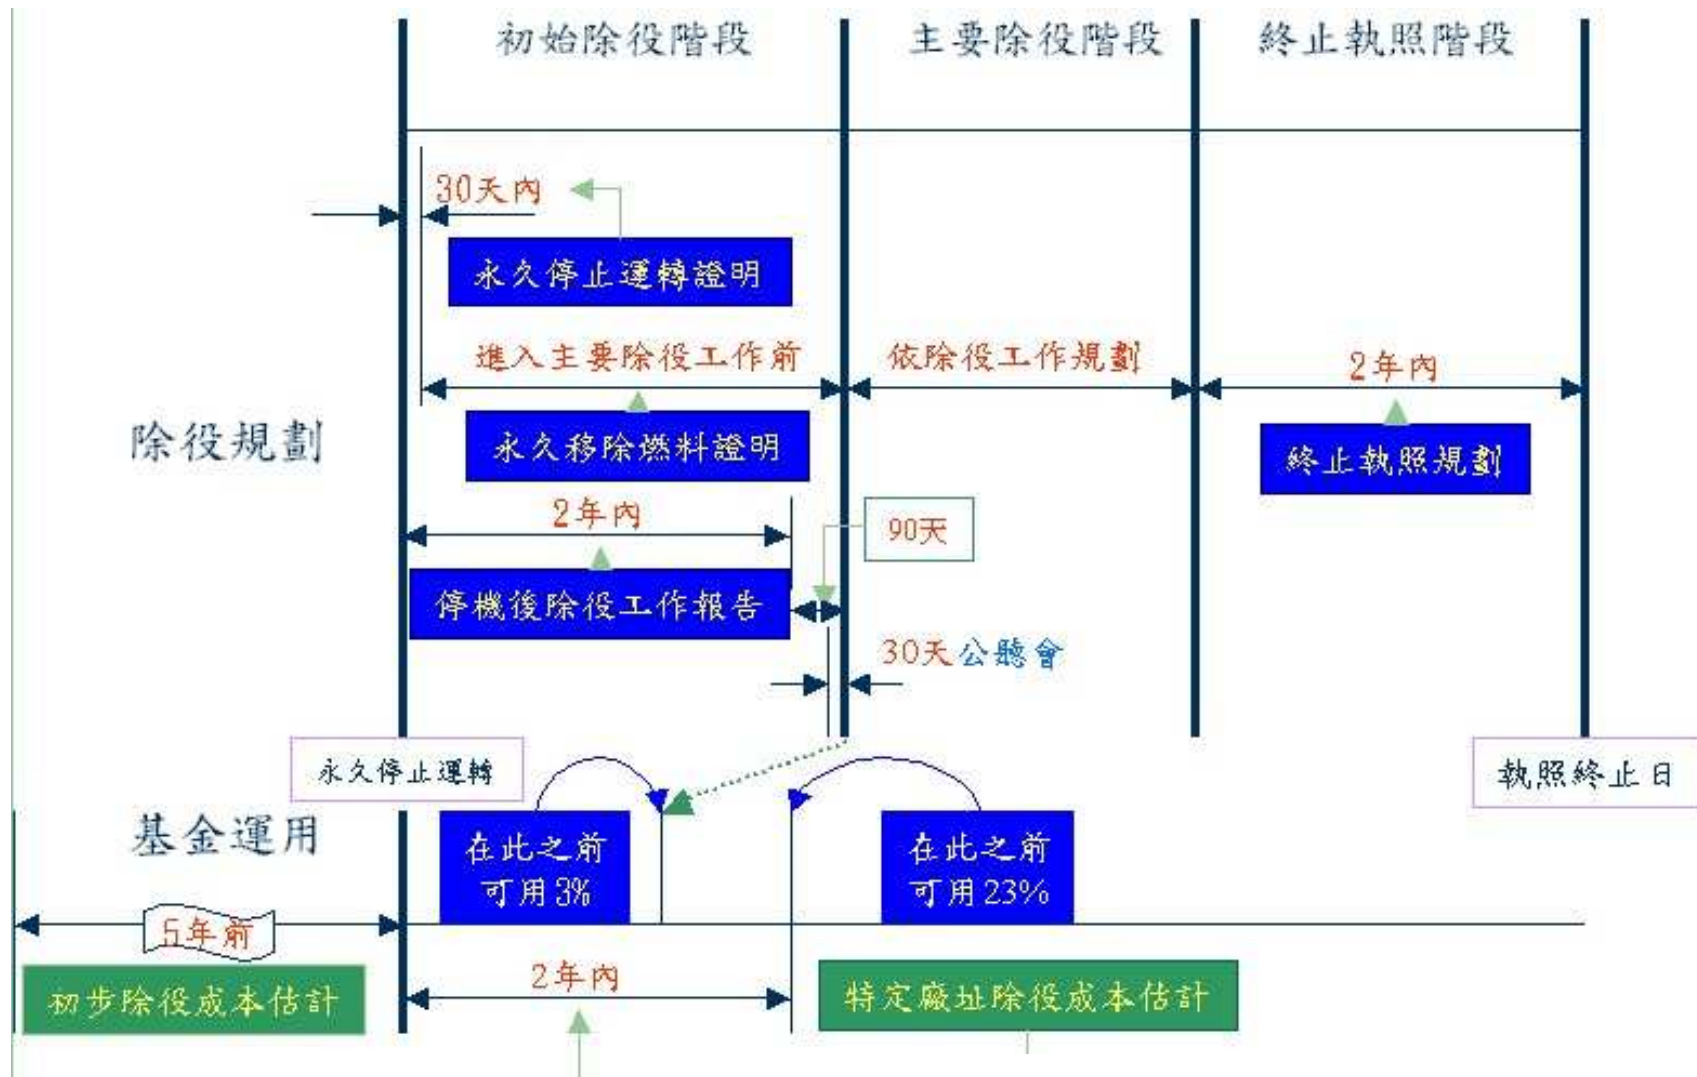 初始除役階段
主要除役階段
終止執照階段
30天內
永久停止運轉證明
進入主要除役工作前
依除役工作規劃
2年內
除役規劃
永久移除燃料證明
終止執照規劃
2年內
90天
停機後除役工作報告
30天公聽會
永久停止運轉
執照終止日
基金運用
在此之前
可用3%
在此之前
可用23%
5年前
2年內
初步除役成本估計
特定廠址除役成本估計